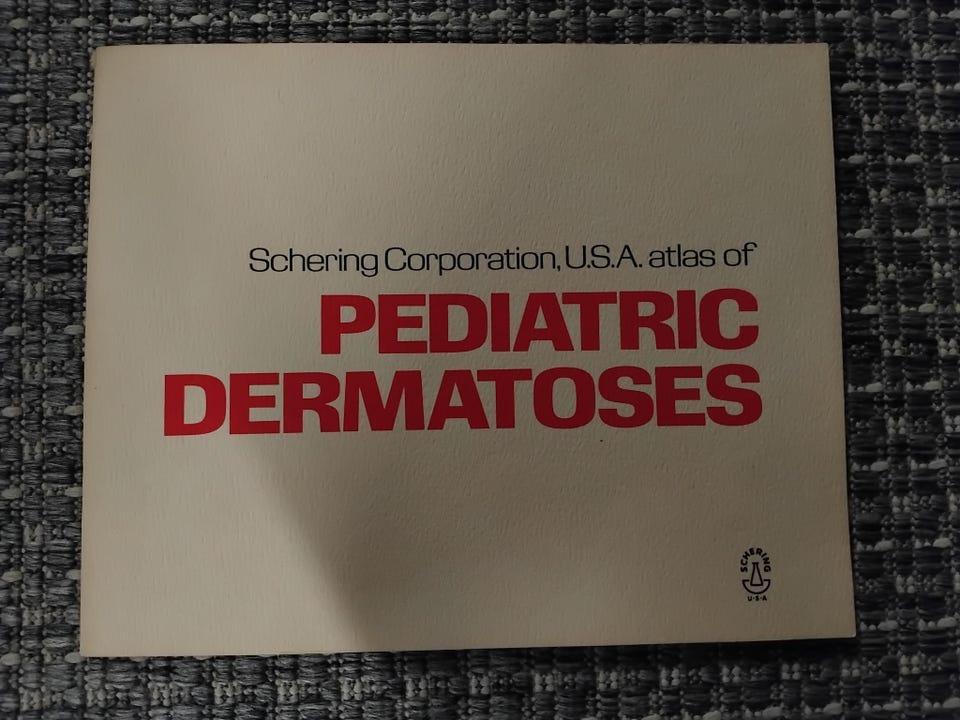 Schering Corporation, U.S.A. atlas of
PEDIATRIC
DERMATOSES
SCHERING
U·S·A